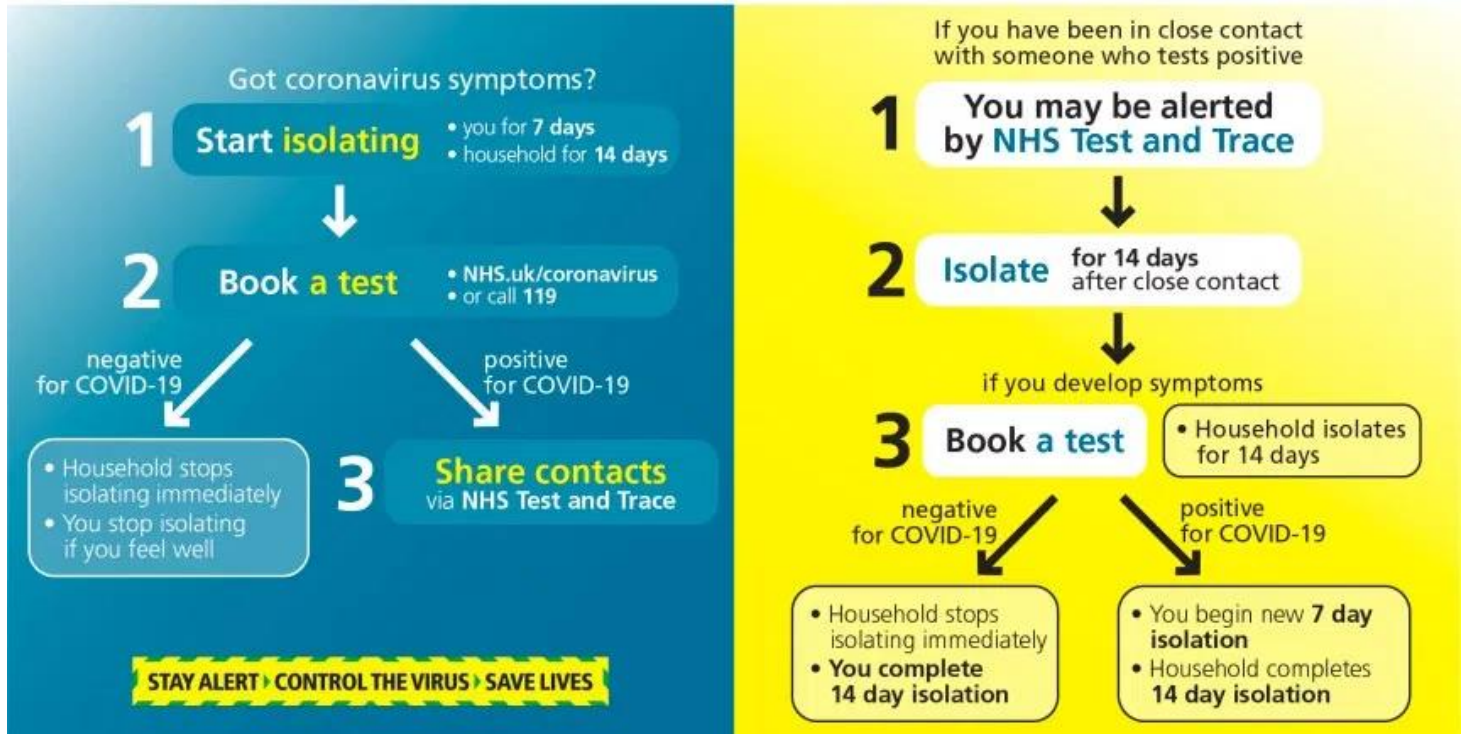 Got coronavirus symptoms?
1
Start isolating
• you for 7 days
• household for 14 days
2
Book a test
• NHS.uk/coronavirus
• or call 119
negative
for COVID-19
positive
for COVID-19
• Household stops
isolating immediately
• You stop isolating
if you feel well
3
Share contacts
via NHS Test and Trace
STAY ALERT CONTROL THE VIRUS SAVE LIVES
If you have been in close contact
with someone who tests positive
1
You may be alerted
by NHS Test and Trace
2
Isolate
for 14 days
after close contact
if you develop symptoms
3
Book a test
• Household isolates
for 14 days
negative
for COVID-19
positive
for COVID-19
• Household stops
isolating immediately
• You complete
14 day isolation
• You begin new 7 day
isolation
• Household completes
14 day isolation